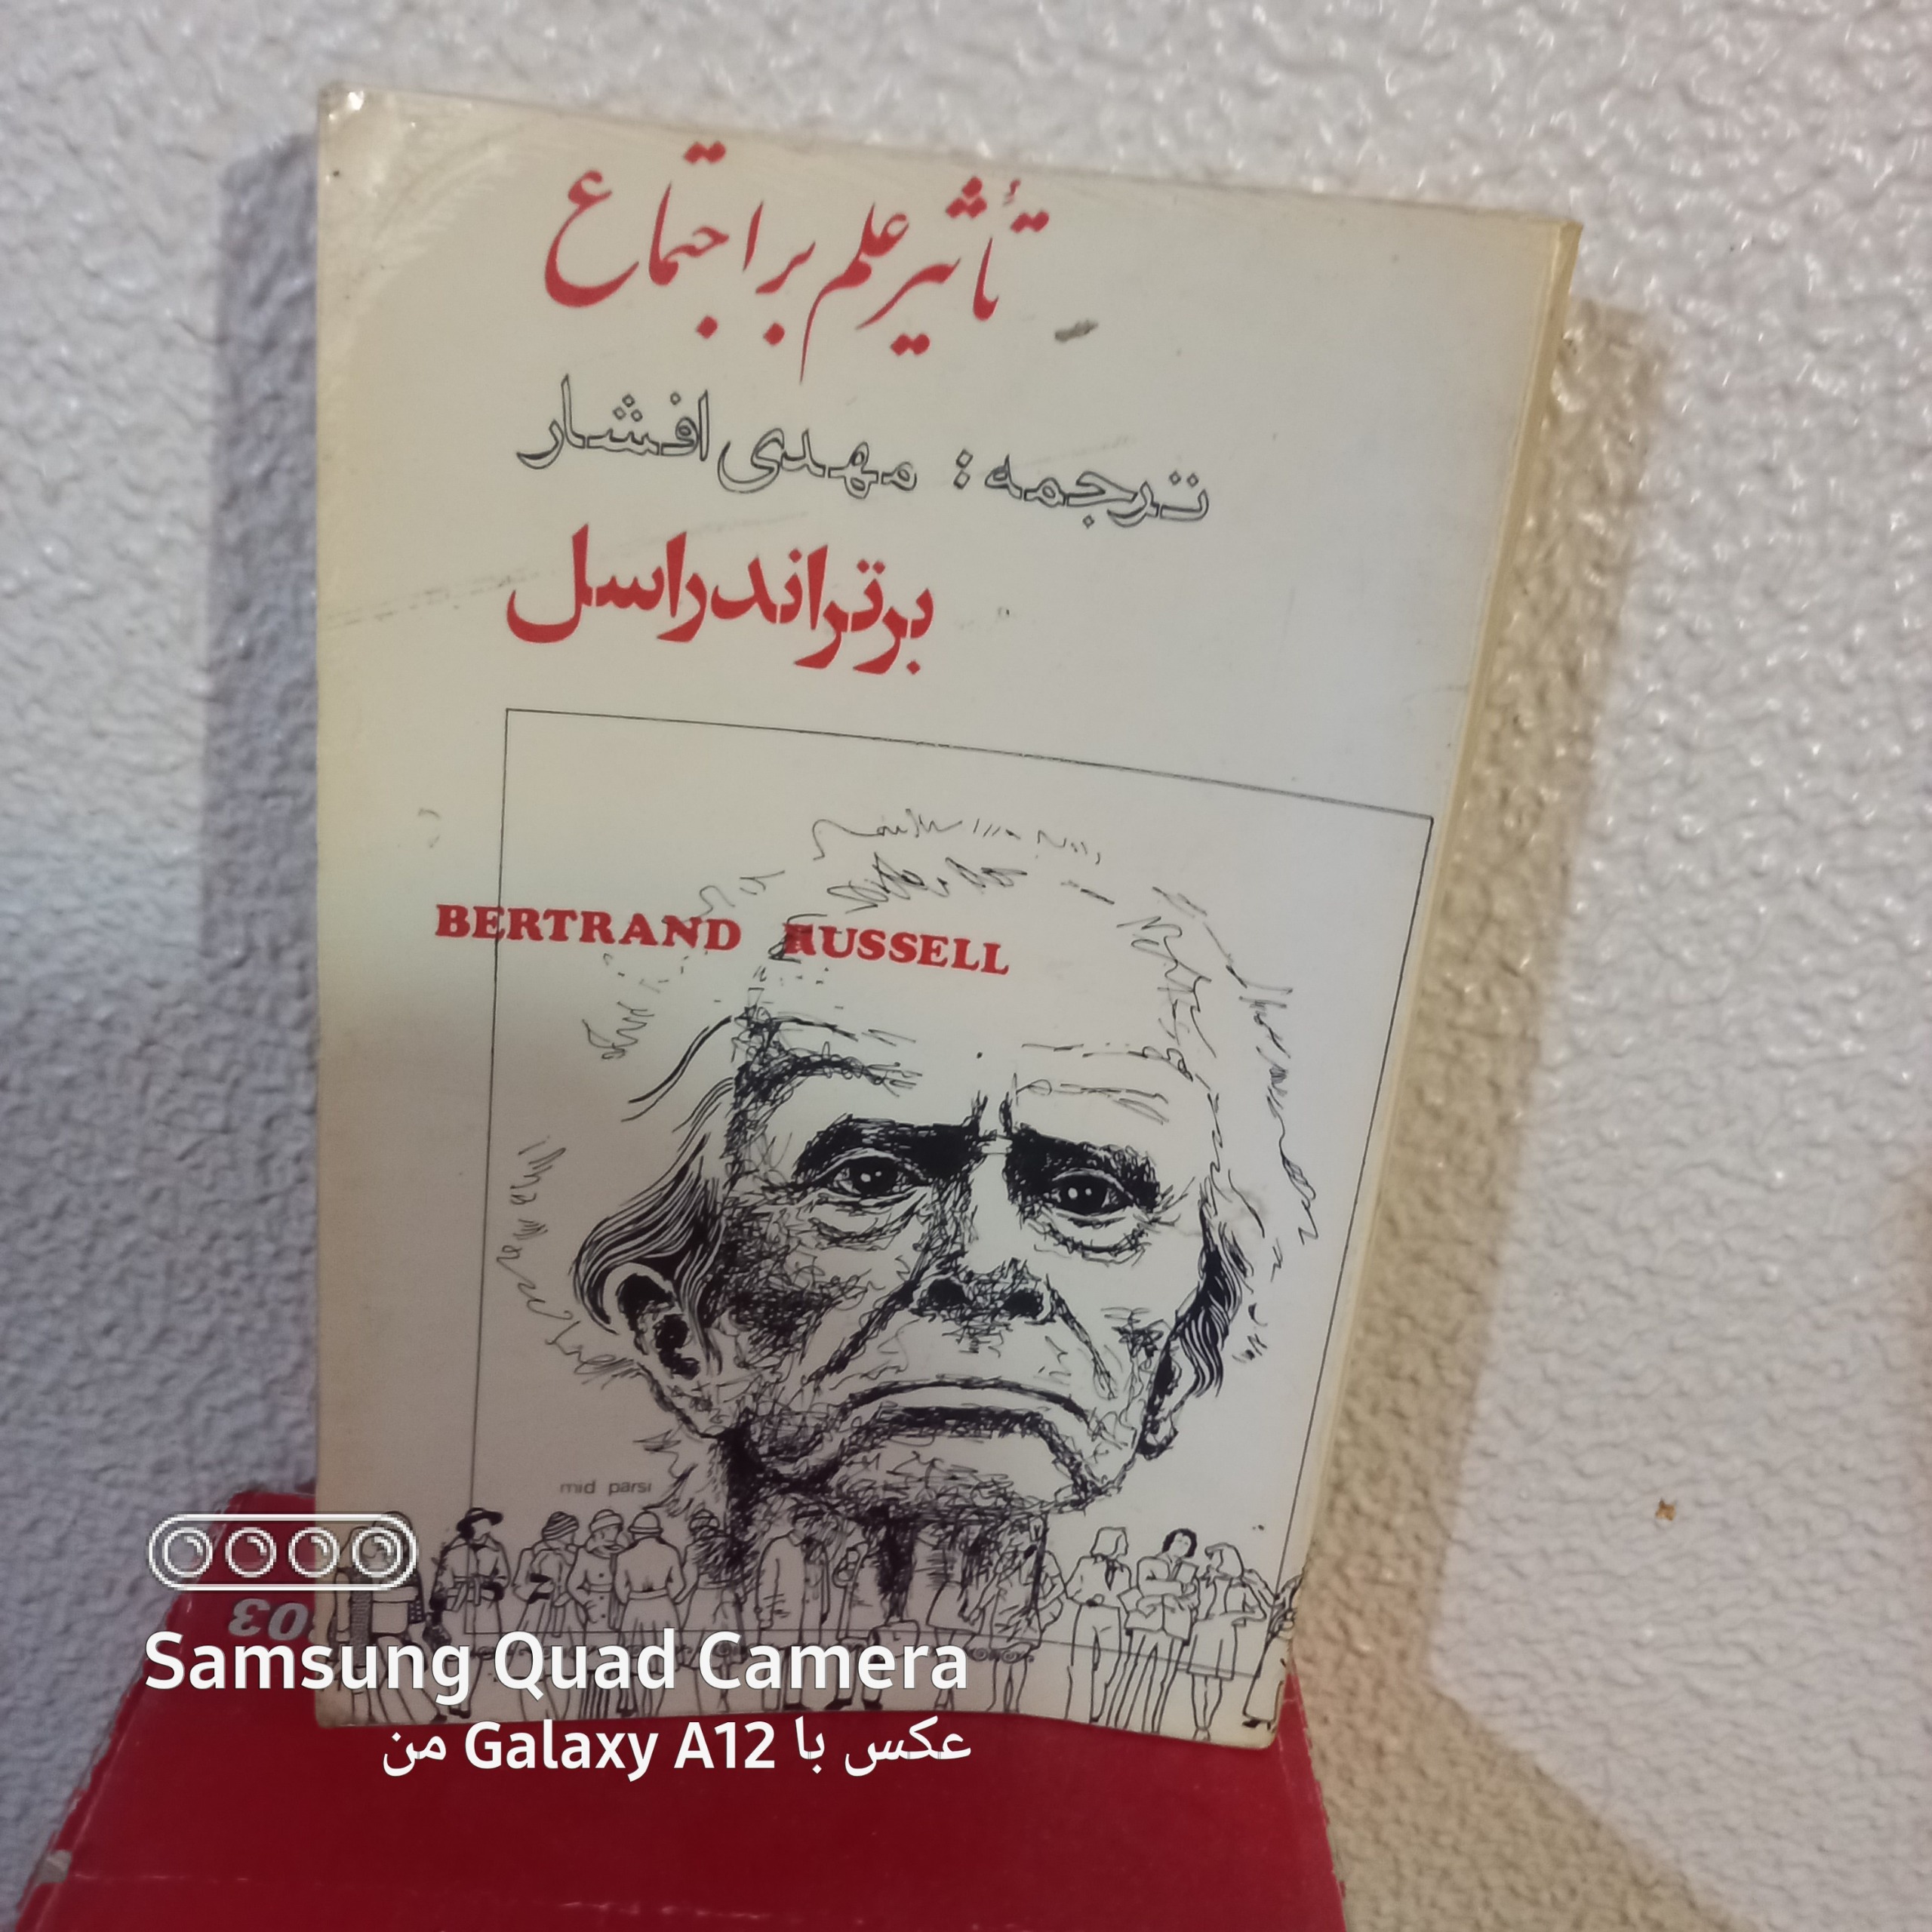 تأثیر علم بر اجتماع
ترجمه: مهدی افشار
برتراند راسل
BERTRAND RUSSELL
mid parsi
303
Samsung Quad Camera
عکس با Galaxy A12 من